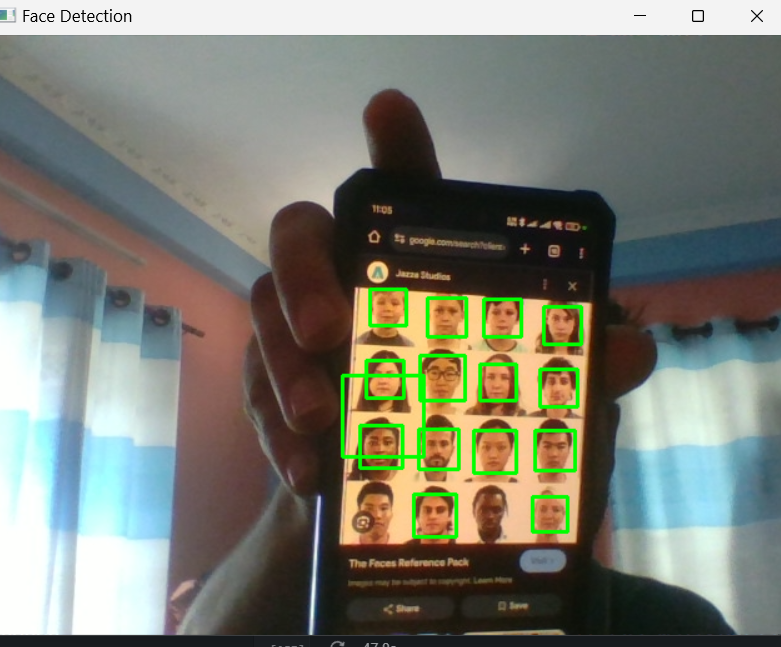 Face Detection
11:05
google.com/search?client
Jazza Studios
The Faces Reference Pack
Images may be subject to copyright. Learn More
Share
Save